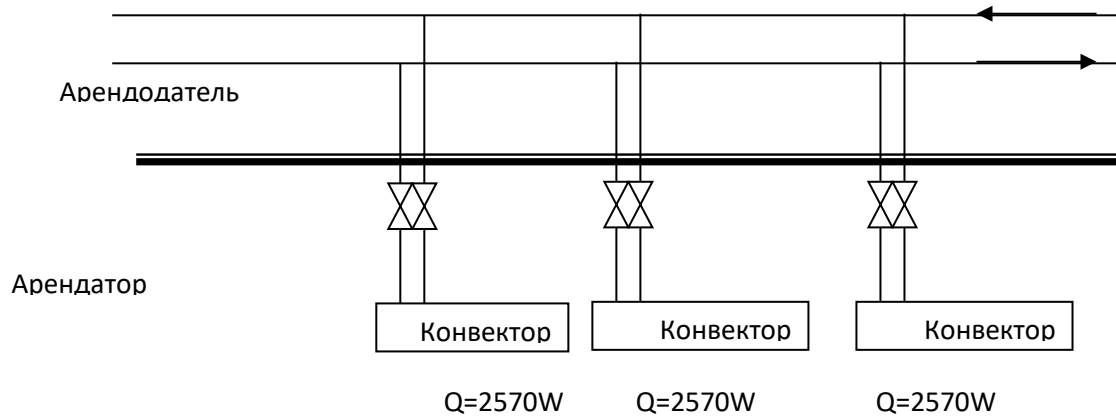 Арендодатель
Арендатор
Конвектор Конвектор Конвектор
Q=2570W Q=2570W Q=2570W